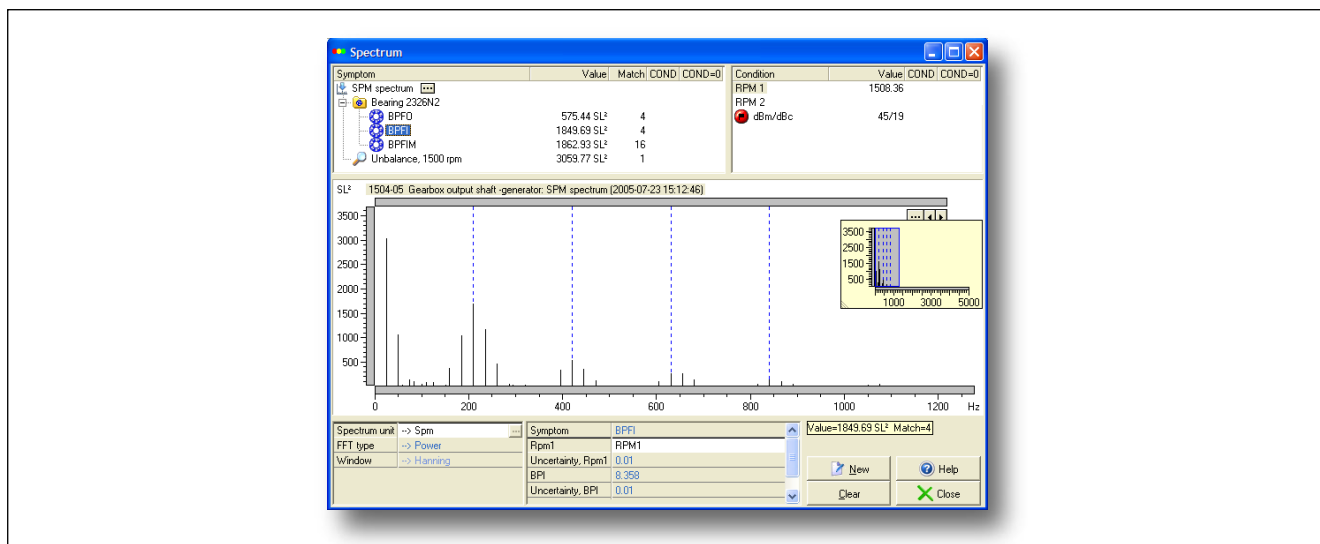 Spectrum
Symptom Value Match COND COND=0
SPM spectrum ...
Bearing 2326N2
BPFO 575.44 SL² 4
BPFI 1849.69 SL² 4
BPFIM 1862.93 SL² 16
Unbalance, 1500 rpm 3059.77 SL² 1
Condition Value COND COND=0
RPM 1 1508.36
RPM 2
dBm/dBc 45/19
SL² 1504-05 Gearbox output shaft -generator: SPM spectrum (2005-07-23 15:12:46)
3500
3000
2500
2000
1500
1000
500
0 200 400 600 800 1000 1200 Hz
...
3500
2500
1500
500
1000 3000 5000
Spectrum unit --> Spm ...
FFT type --> Power
Window --> Hanning
Symptom BPFI
Rpm1 RPM1
Uncertainty, Rpm1 0.01
BPI 8.358
Uncertainty, BPI 0.01
Value=1849.69 SL² Match=4
New
Help
Clear
Close